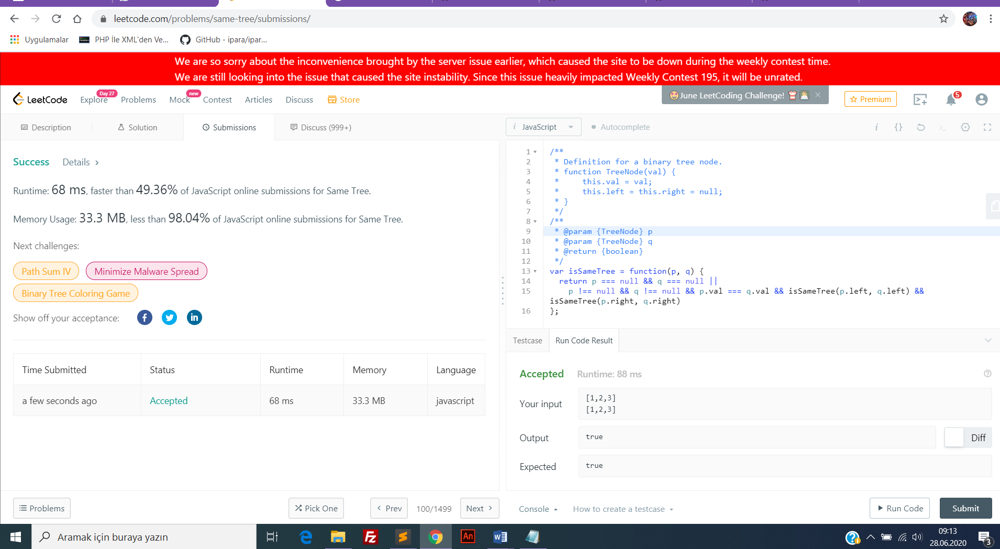 leetcode.com/problems/same-tree/submissions/
Uygulamalar
PHP İle XML'den Ve...
GitHub - ipara/ipar...
We are so sorry about the inconvenience brought by the server issue earlier, which caused the site to be down during the weekly contest time.
We are still looking into the issue that caused the site instability. Since this issue heavily impacted Weekly Contest 195, it will be unrated.
LeetCode
Explore
Day 27
Problems
Mock
new
Contest
Articles
Discuss
Store
June LeetCoding Challenge!
Premium
5
Description
Solution
Submissions
Discuss (999+)
i JavaScript
Autocomplete
i {}
Success
Details
Runtime: 68 ms, faster than 49.36% of JavaScript online submissions for Same Tree.
Memory Usage: 33.3 MB, less than 98.04% of JavaScript online submissions for Same Tree.
Next challenges:
Path Sum IV
Minimize Malware Spread
Binary Tree Coloring Game
Show off your acceptance:
Time Submitted Status Runtime Memory Language
a few seconds ago Accepted 68 ms 33.3 MB javascript
1 /**
2 * Definition for a binary tree node.
3 * function TreeNode(val) {
4 *     this.val = val;
5 *     this.left = this.right = null;
6 * }
7 */
8 /**
9 * @param {TreeNode} p
10 * @param {TreeNode} q
11 * @return {boolean}
12 */
13 var isSameTree = function(p, q) {
14 return p === null && q === null ||
15 p !== null && q !== null && p.val === q.val && isSameTree(p.left, q.left) &&
isSameTree(p.right, q.right)
16 };
Testcase
Run Code Result
Accepted
Runtime: 88 ms
Your input
[1,2,3]
[1,2,3]
Output
true
Diff
Expected
true
Problems
Pick One
Prev
100/1499
Next
Console
How to create a testcase
Run Code
Submit
Aramak için buraya yazın
Fz
An
09:13
28.06.2020
3